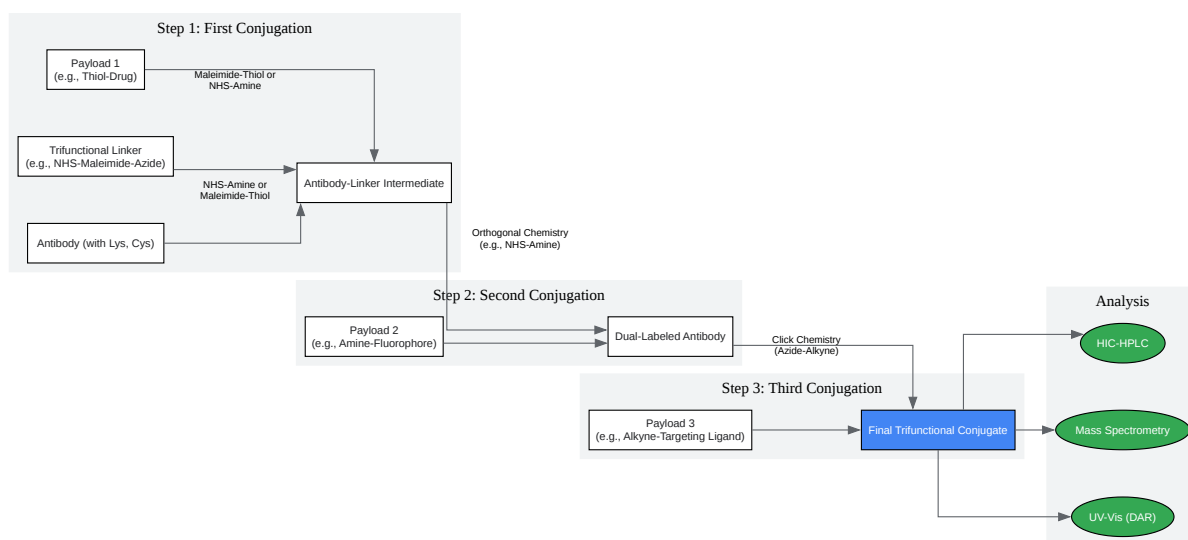 Step 1: First Conjugation
Payload 1
(e.g., Thiol-Drug)
Maleimide-Thiol or
NHS-Amine
Trifunctional Linker
(e.g., NHS-Maleimide-Azide)
NHS-Amine or
Maleimide-Thiol
Antibody-Linker Intermediate
Antibody (with Lys, Cys)
Orthogonal Chemistry
(e.g., NHS-Amine)
Step 2: Second Conjugation
Payload 2
(e.g., Amine-Fluorophore)
Dual-Labeled Antibody
Click Chemistry
(Azide-Alkyne)
Step 3: Third Conjugation
Payload 3
(e.g., Alkyne-Targeting Ligand)
Final Trifunctional Conjugate
Analysis
HIC-HPLC
Mass Spectrometry
UV-Vis (DAR)